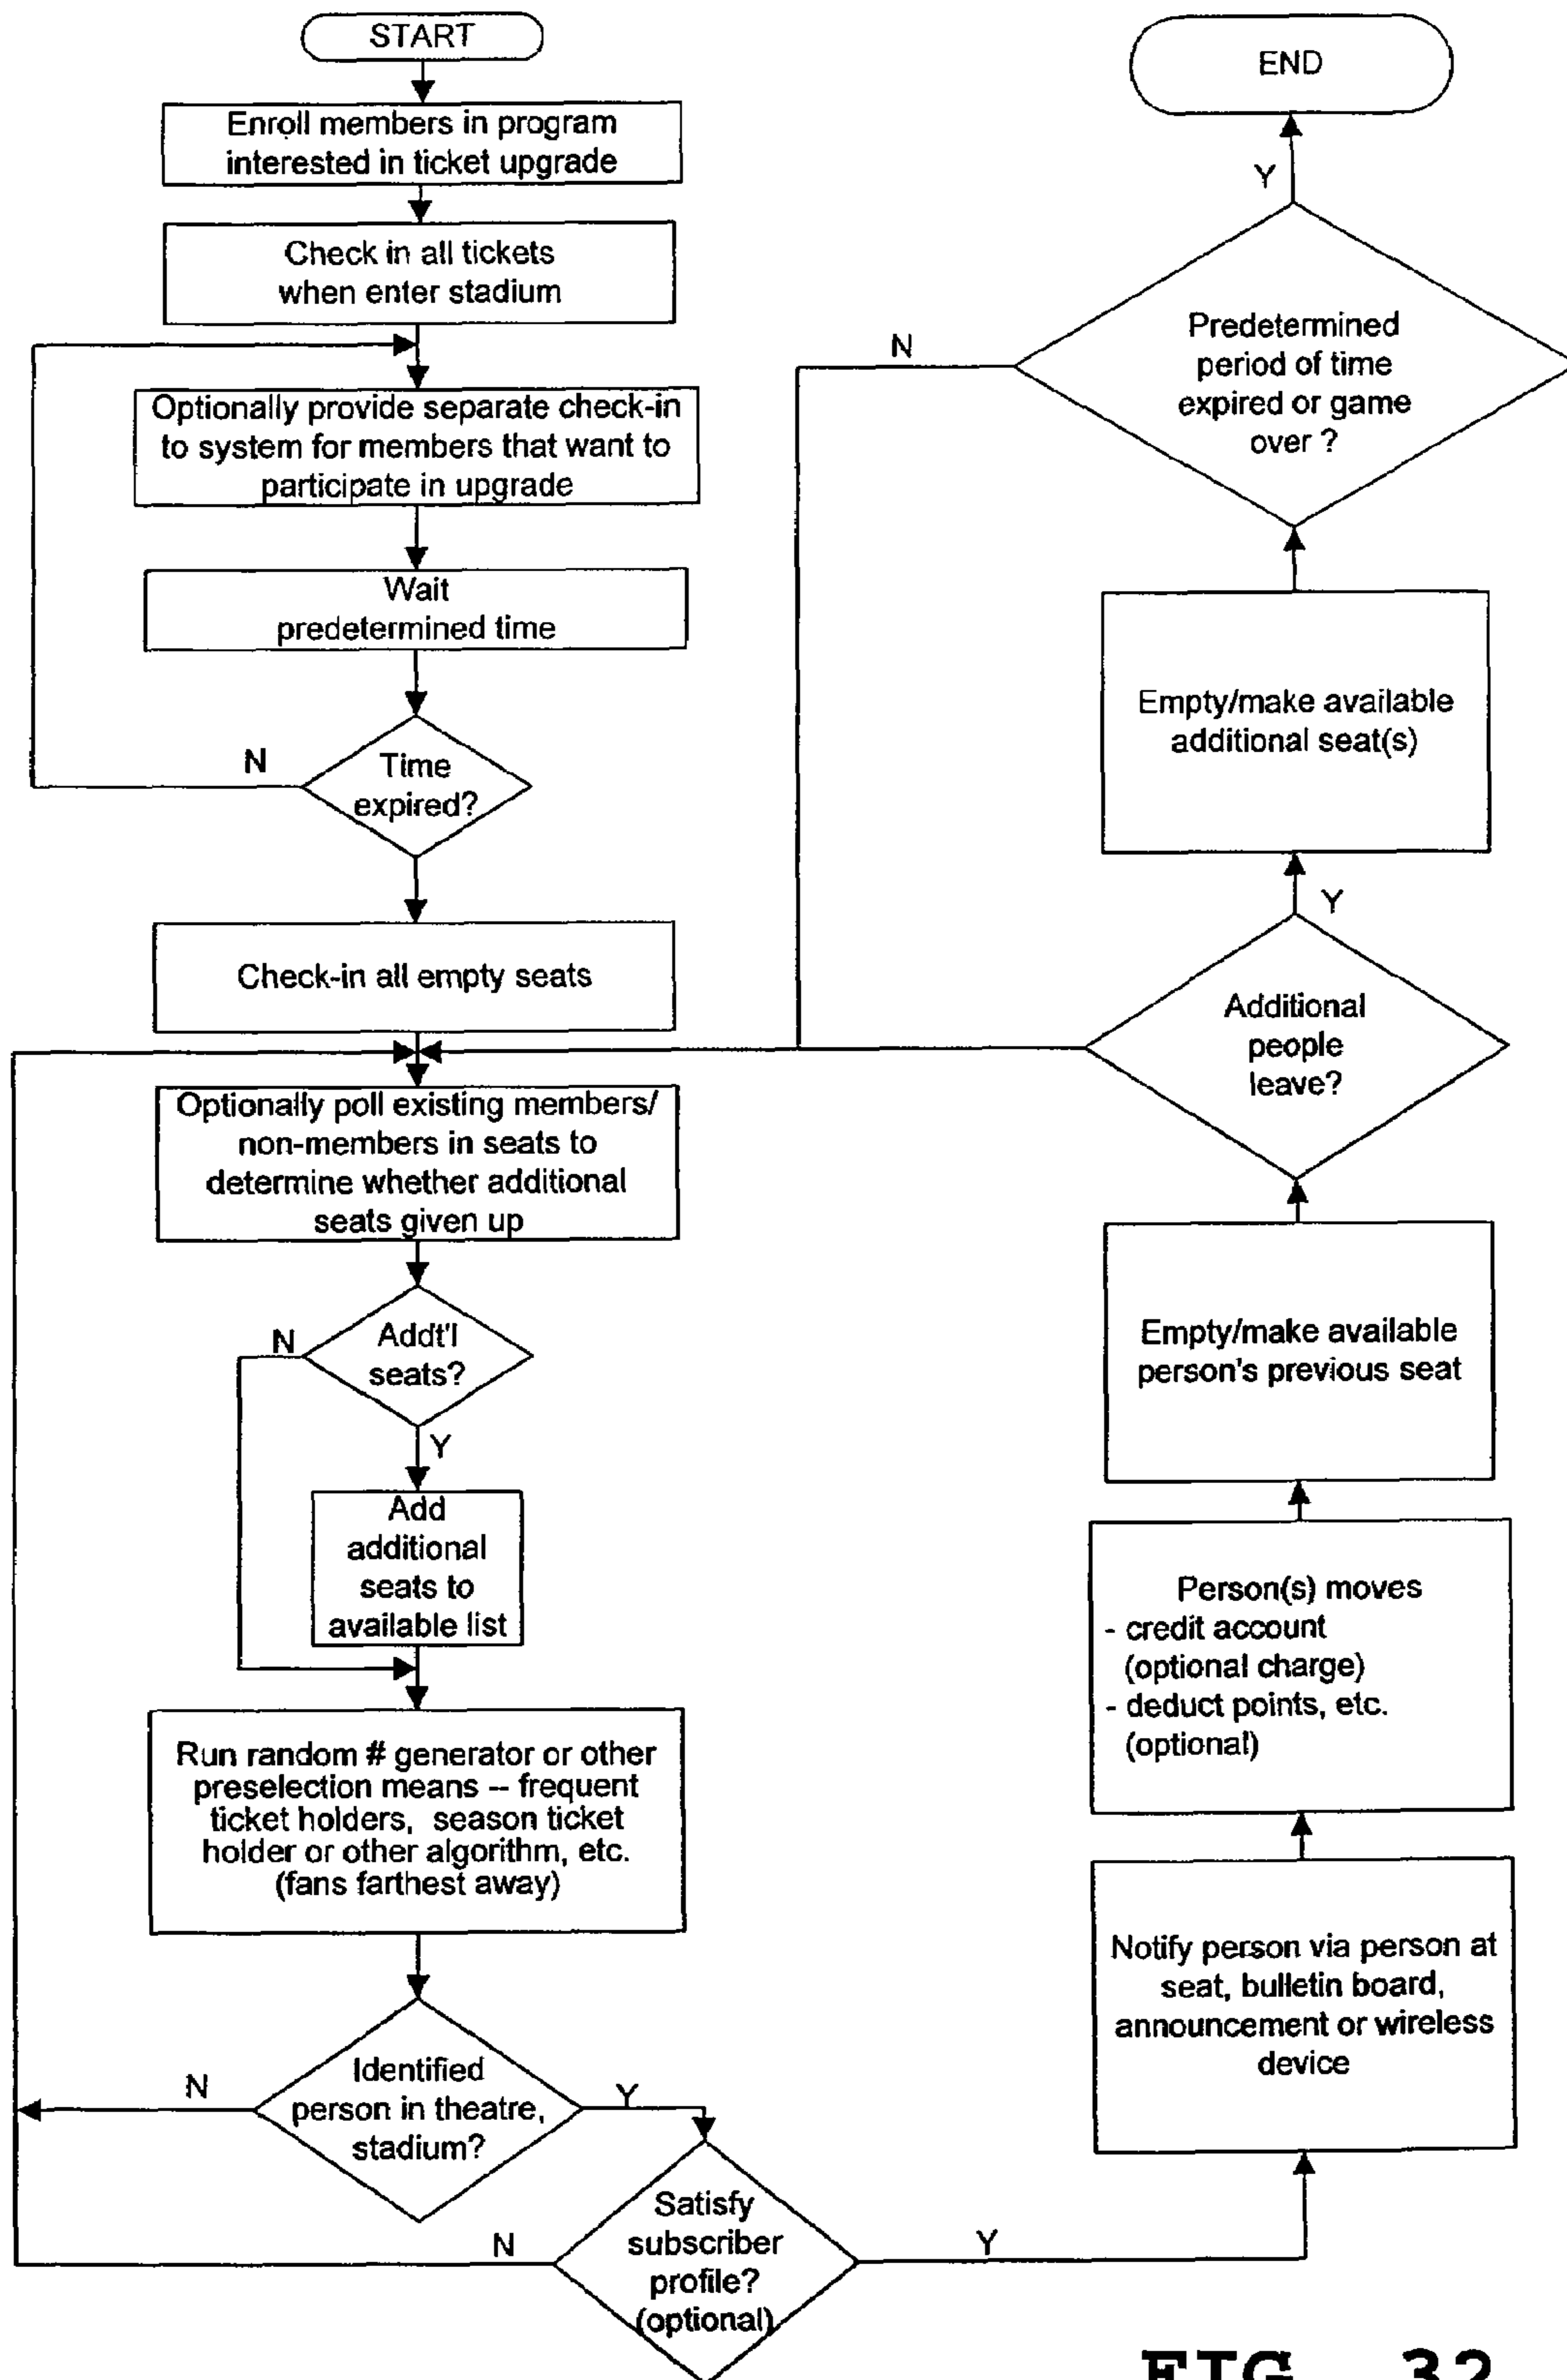 START
Enroll members in program
interested in ticket upgrade
Check in all tickets
when enter stadium
Optionally provide separate check-in
to system for members that want to
participate in upgrade
Wait
predetermined time
N
Time
expired?
Check-in all empty seats
Optionally poll existing members/
non-members in seats to
determine whether additional
seats given up
N
Addt'l
seats?
Y
Add
additional
seats to
available list
Run random # generator or other
preselection means -- frequent
ticket holders, season ticket
holder or other algorithm, etc.
(fans farthest away)
N
Identified
person in theatre,
stadium?
Y
N
Satisfy
subscriber
profile?
(optional)
Y
Notify person via person at
seat, bulletin board,
announcement or wireless
device
Person(s) moves
- credit account
(optional charge)
- deduct points, etc.
(optional)
Empty/make available
person's previous seat
Additional
people
leave?
Y
Empty/make available
additional seat(s)
Predetermined
period of time
expired or game
over ?
N
Y
END
FIG. 32